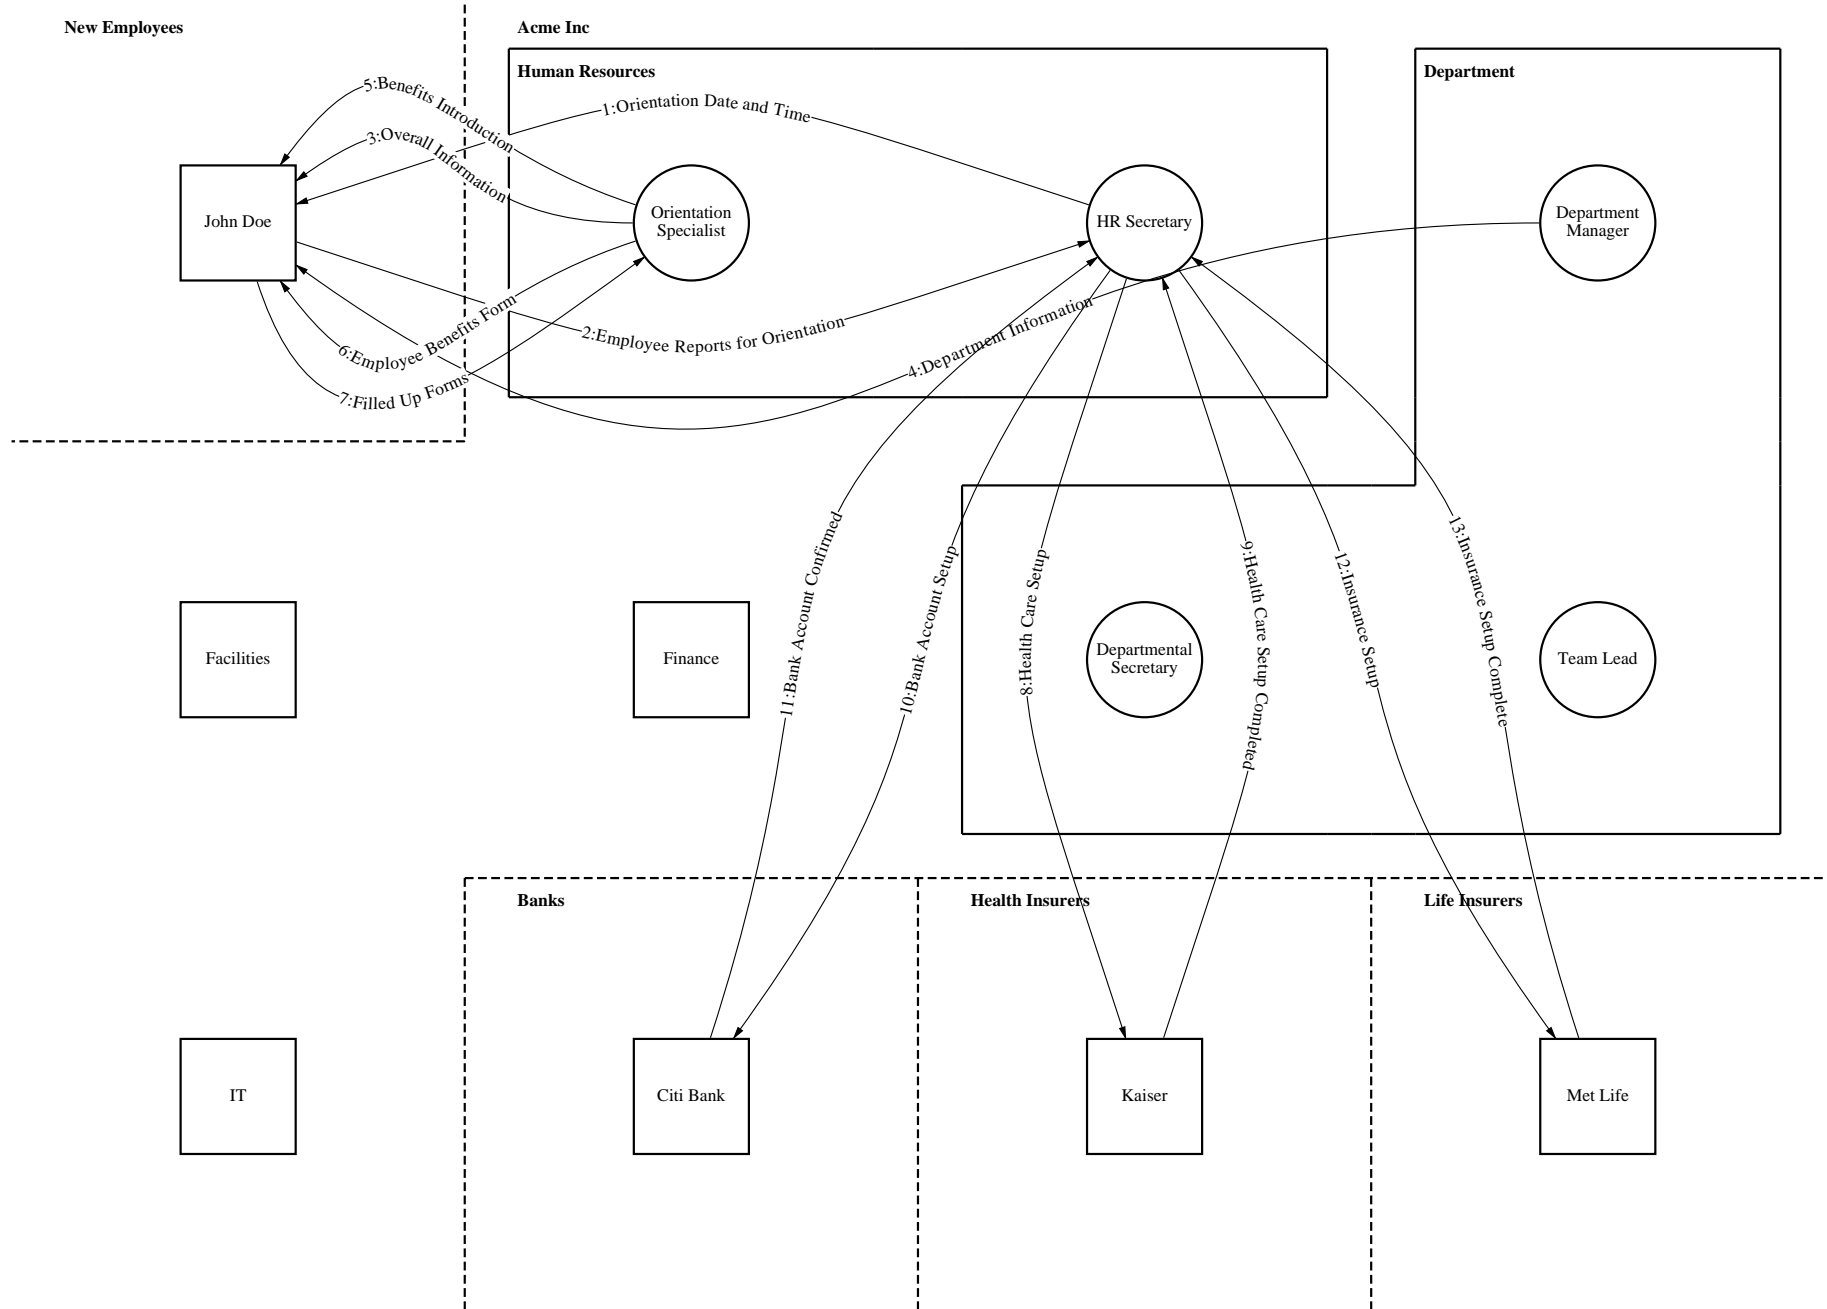 New Employees
Acme Inc
Human Resources
Department
5:Benefits Introduction
1:Orientation Date and Time
3:Overall Information
John Doe
Orientation
Specialist
HR Secretary
Department
Manager
6:Employee Benefits Form
2:Employee Reports for Orientation
4:Department Information
7:Filled Up Forms
11:Bank Account Confirmed
10:Bank Account Setup
8:Health Care Setup
9:Health Care Setup Completed
12:Insurance Setup
13:Insurance Setup Complete
Facilities
Finance
Departmental
Secretary
Team Lead
Banks
Health Insurers
Life Insurers
IT
Citi Bank
Kaiser
Met Life